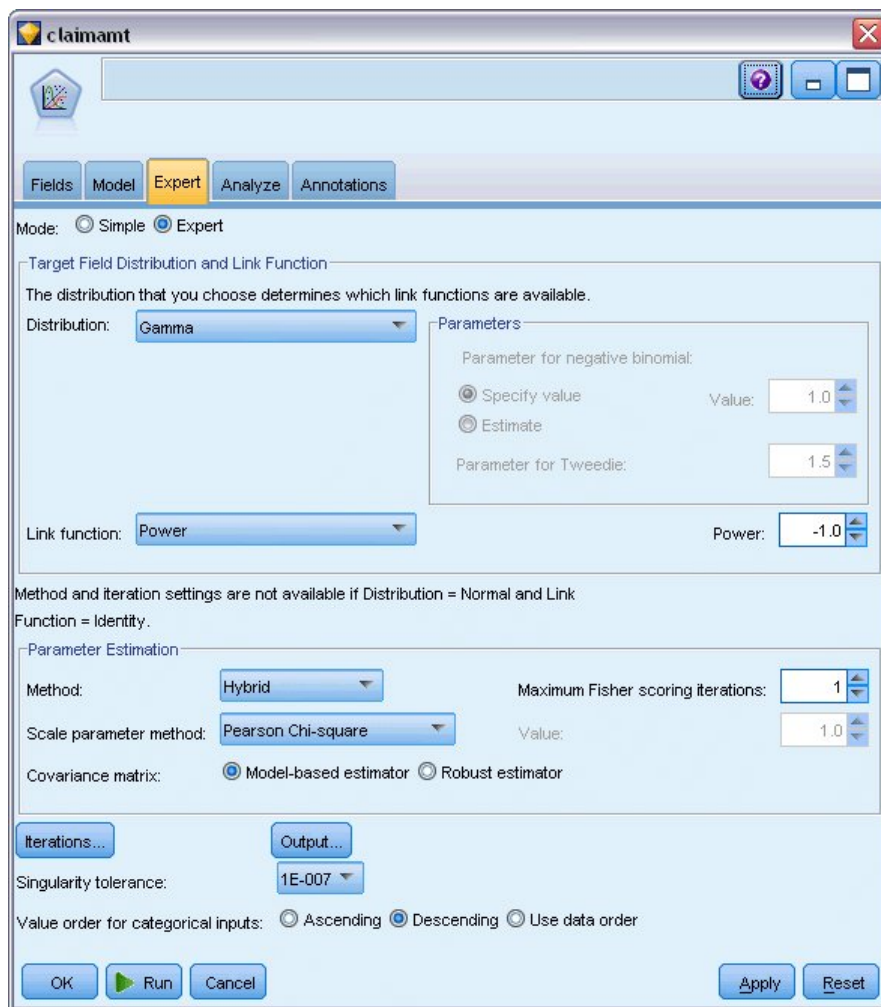 claimamt
Fields Model Expert Analyze Annotations
Mode: Simple Expert
Target Field Distribution and Link Function
The distribution that you choose determines which link functions are available.
Distribution: Gamma
Parameters
Parameter for negative binomial:
Specify value Value: 1.0
Estimate
Parameter for Tweedie: 1.5
Link function: Power Power: -1.0
Method and iteration settings are not available if Distribution = Normal and Link
Function = Identity.
Parameter Estimation
Method: Hybrid Maximum Fisher scoring iterations: 1
Scale parameter method: Pearson Chi-square Value: 1.0
Covariance matrix: Model-based estimator Robust estimator
Iterations... Output...
Singularity tolerance: 1E-007
Value order for categorical inputs: Ascending Descending Use data order
OK Run Cancel Apply Reset